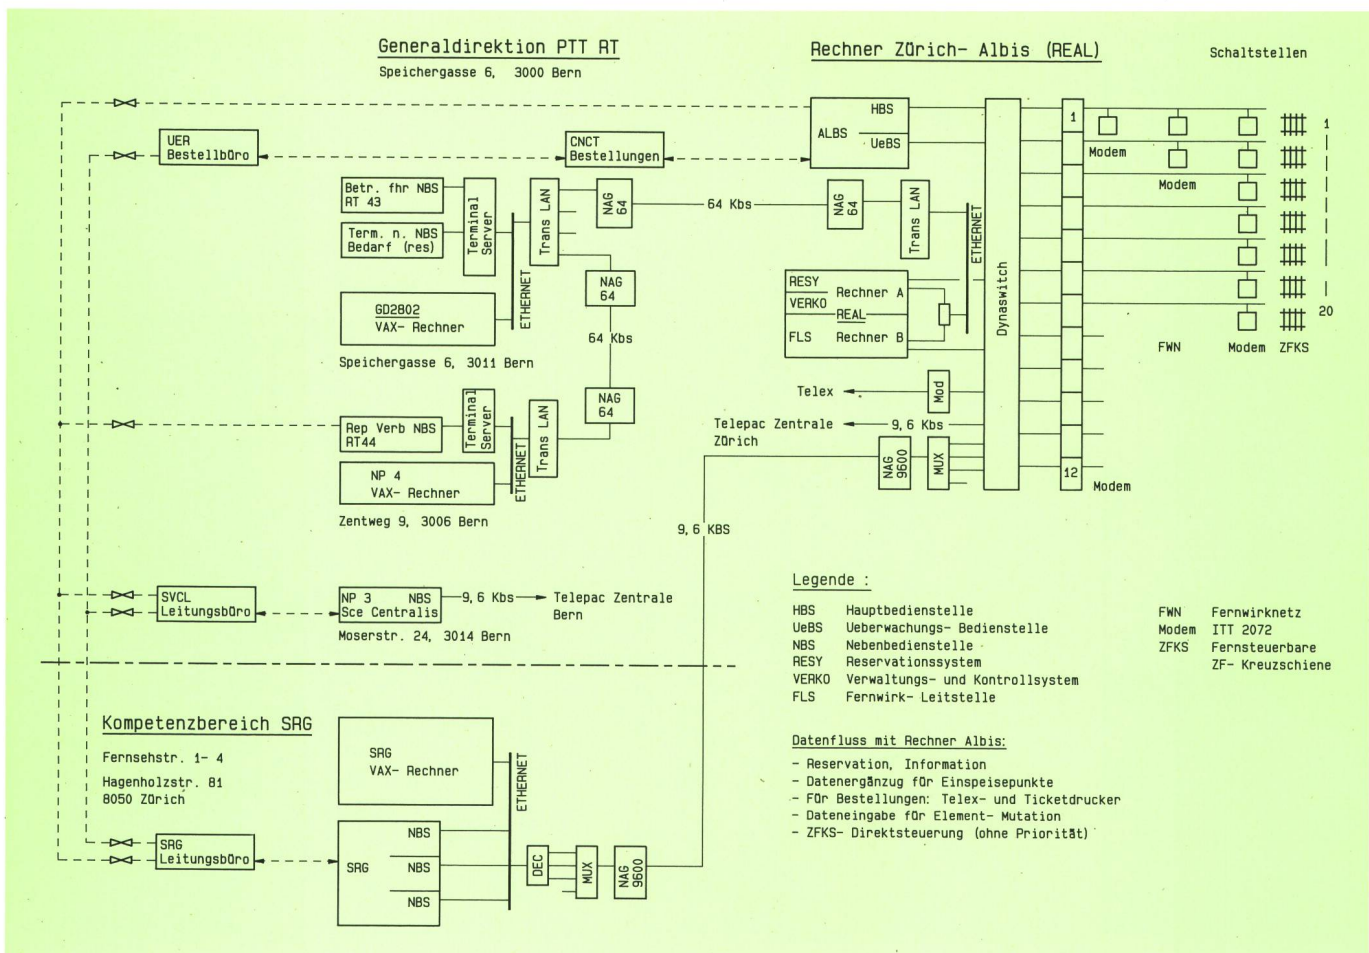 Generaldirektion PTT RT
Speichergasse 6, 3000 Bern
Rechner Zürich- Albis (REAL)
Schaltstellen
UER
Bestellbüro
CNCT
Bestellungen
HBS
ALBS
UeBS
1
Modem
Modem
1
20
FWN
Modem
ZFKS
12
Modem
Betr. fhr NBS
RT 43
Term. n. NBS
Bedarf (res)
Terminal
Server
ETHERNET
Trans LAN
NAG
64
64 Kbs
NAG
64
Trans LAN
ETHERNET
Dynaswitch
GD2802
VAX- Rechner
Speichergasse 6, 3011 Bern
NAG
64
64 Kbs
NAG
64
RESY
VERKO
FLS
Rechner A
REAL
Rechner B
Telex
Mod
Telepac Zentrale
Zürich
9,6 Kbs
NAG
9600
MUX
Rep Verb NBS
RT44
Terminal
Server
ETHERNET
Trans LAN
NP 4
VAX- Rechner
Zentweg 9, 3006 Bern
9,6 KBS
SVCL
Leitungsbüro
NP 3 NBS
Sce Centralis
9,6 Kbs
Telepac Zentrale
Bern
Moserstr. 24, 3014 Bern
Kompetenzbereich SRG
Fernsehstr. 1- 4
Hagenholzstr. 81
8050 Zürich
SRG
VAX- Rechner
ETHERNET
SRG
Leitungsbüro
SRG
NBS
NBS
NBS
DEC
MUX
NAG
9600
Legende :
HBS Hauptbedienstelle
UeBS Ueberwachungs- Bedienstelle
NBS Nebenbedienstelle
RESY Reservationssystem
VERKO Verwaltungs- und Kontrollsystem
FLS Fernwirk- Leitstelle
FWN Fernwirknetz
Modem ITT 2072
ZFKS Fernsteuerbare
ZF- Kreuzschiene
Datenfluss mit Rechner Albis:
- Reservation, Information
- Datenergänzug für Einspeisepunkte
- Für Bestellungen: Telex- und Ticketdrucker
- Dateneingabe für Element- Mutation
- ZFKS- Direktsteuerung (ohne Priorität)